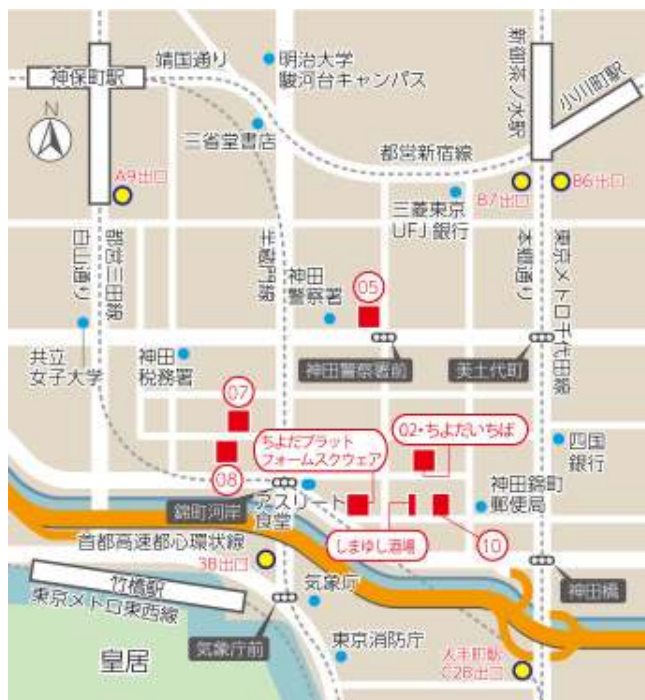 靖国通り
明治大学
駿河台キャンパス
神保町駅
新御茶ノ水駅
小川町駅
N
三省堂書店
都営新宿線
A9出口
B7出口
B6出口
三菱東京
UFJ銀行
白山通り
都営三田線
半蔵門線
本郷通り
東京メトロ千代田線
神田
警察署
05
共立
女子大学
神田
税務署
神田警察署前
美土代町
07
ちよだプラット
フォームスクウェア
02・ちよだいちば
四国
銀行
08
錦町河岸
アスリート
食堂
神田錦町
郵便局
首都高速都心環状線
しまゆし酒場
10
3B出口
神田橋
竹橋駅
東京メトロ東西線
気象庁
気象庁前
東京消防庁
大手町駅
C2B出口
皇居